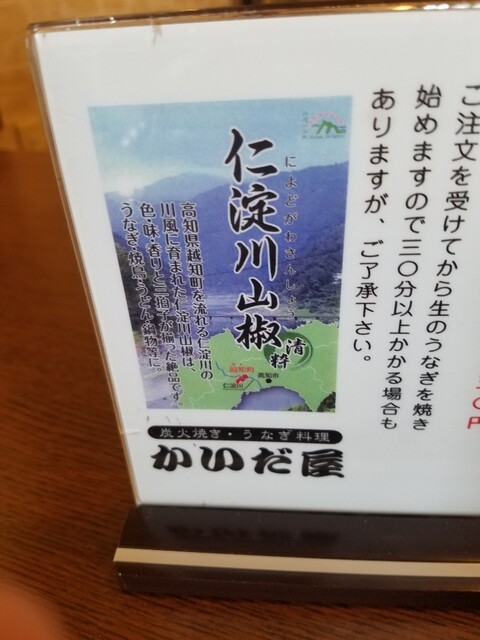 ご注文を受けてから生のうなぎを焼き
始めますので三〇分以上かかる場合も
ありますが、ご了承下さい。
によどがわさんしょう
仁淀川山椒
清粋
高知県越知町を流れる仁淀川の
川風に育まれた仁淀川山椒は、
色・味・香りと三拍子が揃った絶品です。
うなぎ・焼鳥・うどん・鍋物等に。
越知町
高知市
仁淀川
炭火焼き・うなぎ料理
かいだ屋